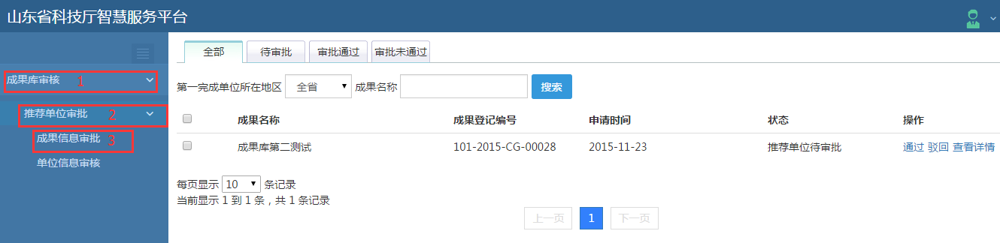 山东省科技厅智慧服务平台
成果库审核 1
推荐单位审批 2
成果信息审批 3
单位信息审核
全部 待审批 审批通过 审批未通过
第一完成单位所在地区 全省 成果名称 搜索
成果名称 成果登记编号 申请时间 状态 操作
成果库第二测试 101-2015-CG-00028 2015-11-23 推荐单位待审批 通过 驳回 查看详情
每页显示 10 条记录
当前显示 1 到 1 条，共 1 条记录
上一页 1 下一页